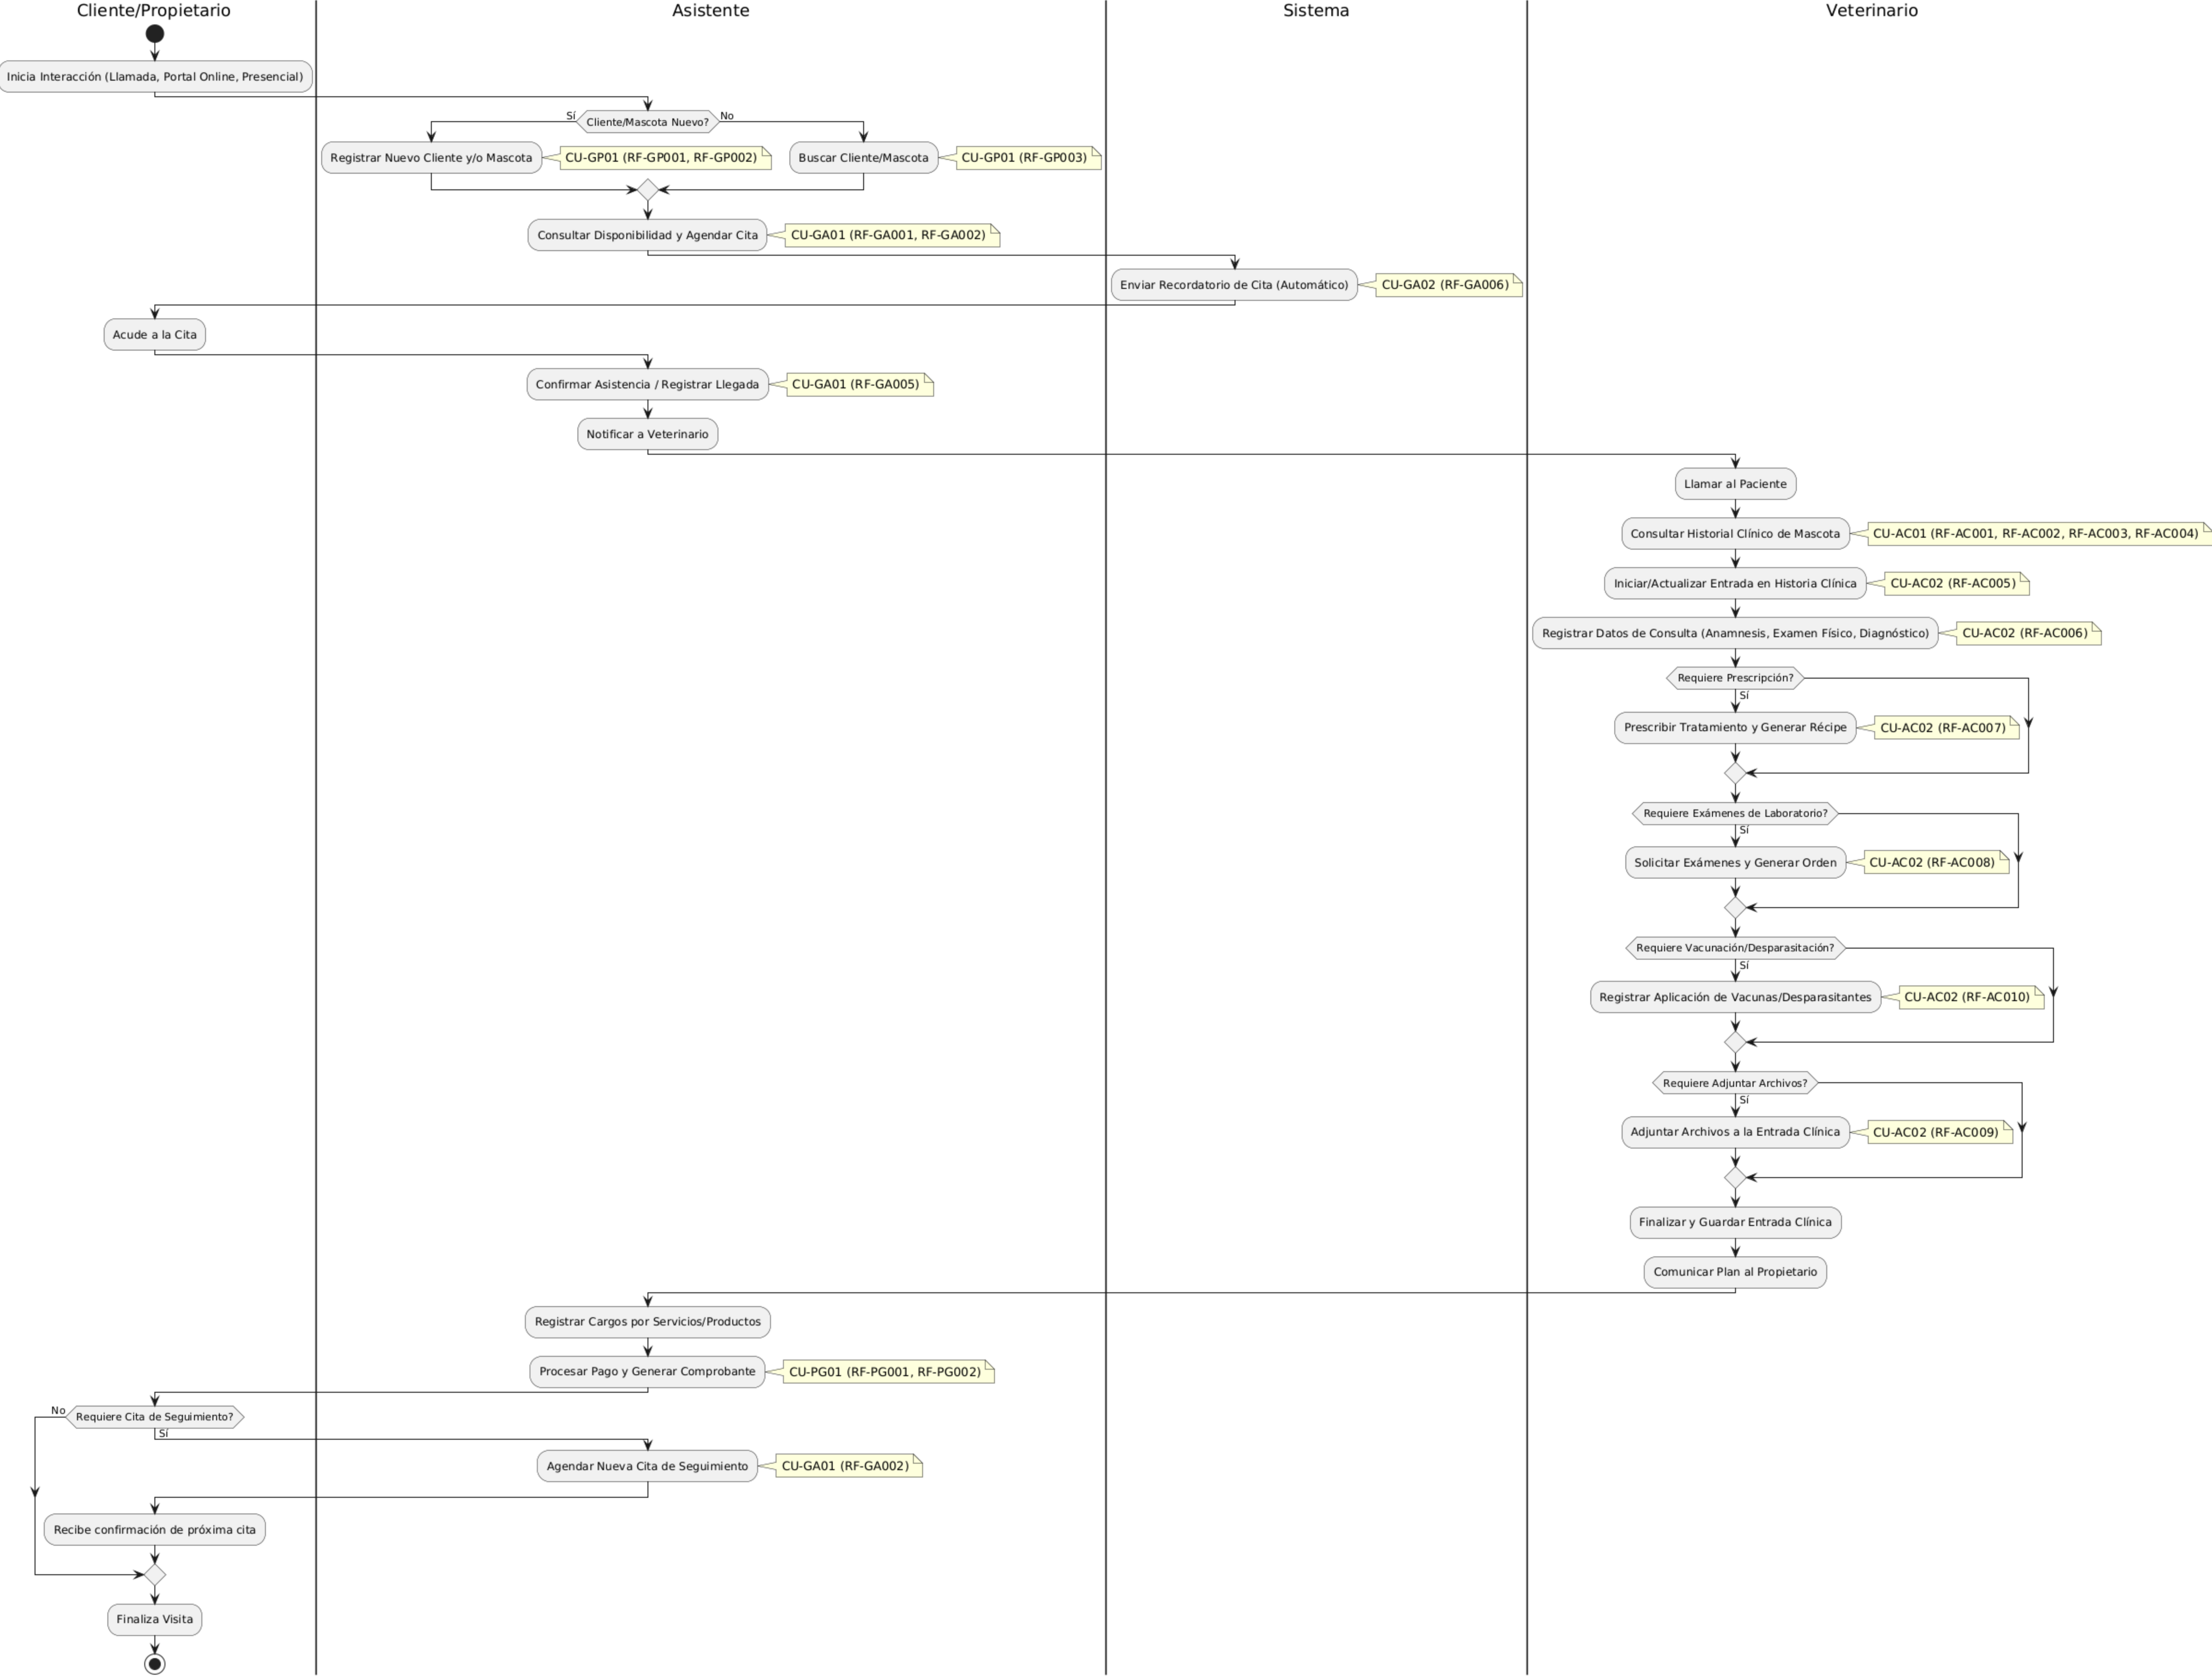 Cliente/Propietario
Asistente
Sistema
Veterinario
Inicia Interacción (Llamada, Portal Online, Presencial)
Cliente/Mascota Nuevo?
Sí
No
Registrar Nuevo Cliente y/o Mascota
CU-GP01 (RF-GP001, RF-GP002)
Buscar Cliente/Mascota
CU-GP01 (RF-GP003)
Consultar Disponibilidad y Agendar Cita
CU-GA01 (RF-GA001, RF-GA002)
Enviar Recordatorio de Cita (Automático)
CU-GA02 (RF-GA006)
Acude a la Cita
Confirmar Asistencia / Registrar Llegada
CU-GA01 (RF-GA005)
Notificar a Veterinario
Llamar al Paciente
Consultar Historial Clínico de Mascota
CU-AC01 (RF-AC001, RF-AC002, RF-AC003, RF-AC004)
Iniciar/Actualizar Entrada en Historia Clínica
CU-AC02 (RF-AC005)
Registrar Datos de Consulta (Anamnesis, Examen Físico, Diagnóstico)
CU-AC02 (RF-AC006)
Requiere Prescripción?
Sí
Prescribir Tratamiento y Generar Récipe
CU-AC02 (RF-AC007)
Requiere Exámenes de Laboratorio?
Sí
Solicitar Exámenes y Generar Orden
CU-AC02 (RF-AC008)
Requiere Vacunación/Desparasitación?
Sí
Registrar Aplicación de Vacunas/Desparasitantes
CU-AC02 (RF-AC010)
Requiere Adjuntar Archivos?
Sí
Adjuntar Archivos a la Entrada Clínica
CU-AC02 (RF-AC009)
Finalizar y Guardar Entrada Clínica
Comunicar Plan al Propietario
Registrar Cargos por Servicios/Productos
Procesar Pago y Generar Comprobante
CU-PG01 (RF-PG001, RF-PG002)
No
Requiere Cita de Seguimiento?
Sí
Agendar Nueva Cita de Seguimiento
CU-GA01 (RF-GA002)
Recibe confirmación de próxima cita
Finaliza Visita